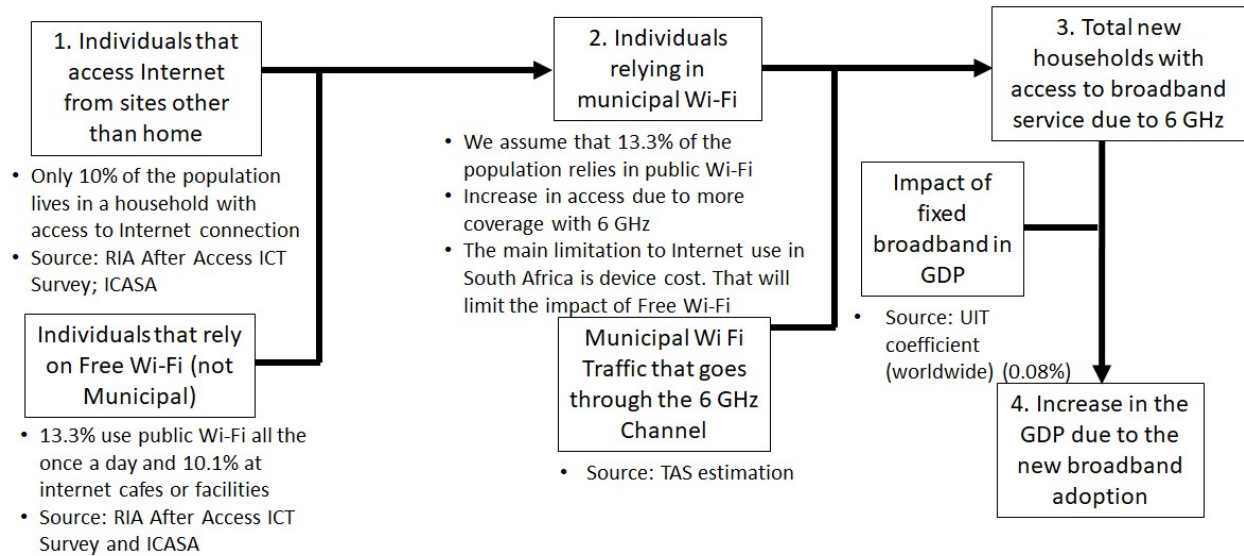 1. Individuals that
access Internet
from sites other
than home
• Only 10% of the population
lives in a household with
access to Internet connection
• Source: RIA After Access ICT
Survey; ICASA
Individuals that rely
on Free Wi-Fi (not
Municipal)
• 13.3% use public Wi-Fi all the
once a day and 10.1% at
internet cafes or facilities
• Source: RIA After Access ICT
Survey and ICASA
2. Individuals
relying in
municipal Wi-Fi
• We assume that 13.3% of the
population relies in public Wi-Fi
• Increase in access due to more
coverage with 6 GHz
• The main limitation to Internet use in
South Africa is device cost. That will
limit the impact of Free Wi-Fi
Municipal Wi Fi
Traffic that goes
through the 6 GHz
Channel
• Source: TAS estimation
3. Total new
households with
access to broadband
service due to 6 GHz
Impact of
fixed
broadband in
GDP
• Source: UIT
coefficient
(worldwide) (0.08%)
4. Increase in the
GDP due to the
new broadband
adoption